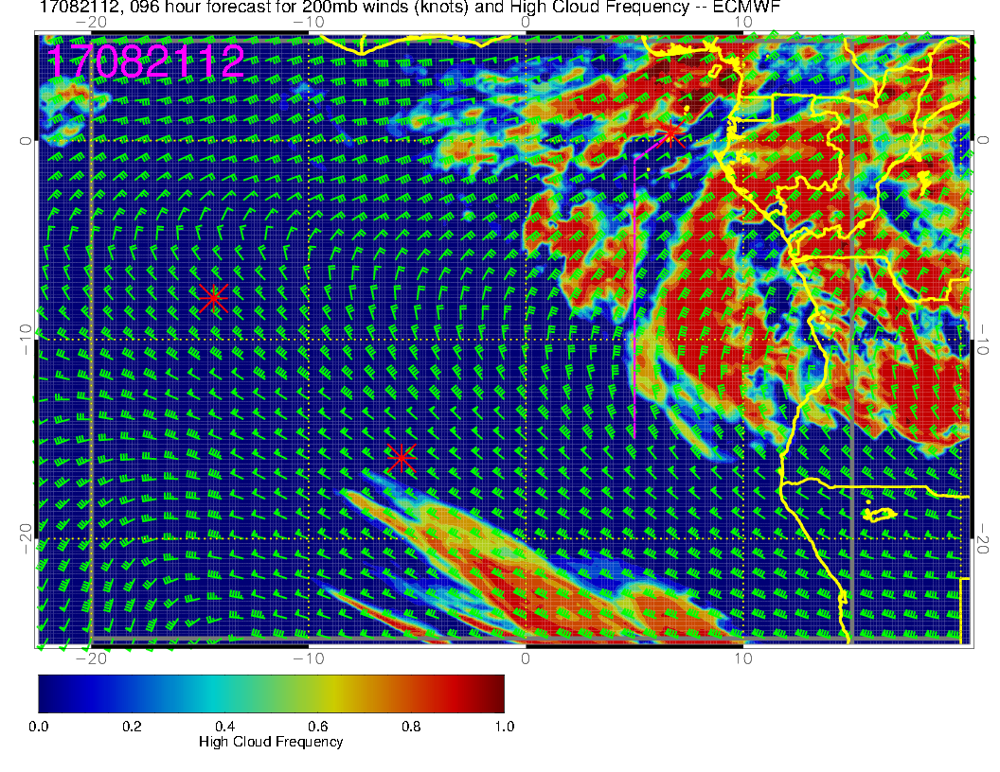 17082112, 096 hour forecast for 200mb winds (knots) and High Cloud Frequency -- ECMWF
−20 −10 0 10
17082112
0 0
−10 −10
−20 −20
−20 −10 0 10
0.0 0.2 0.4 0.6 0.8 1.0
High Cloud Frequency